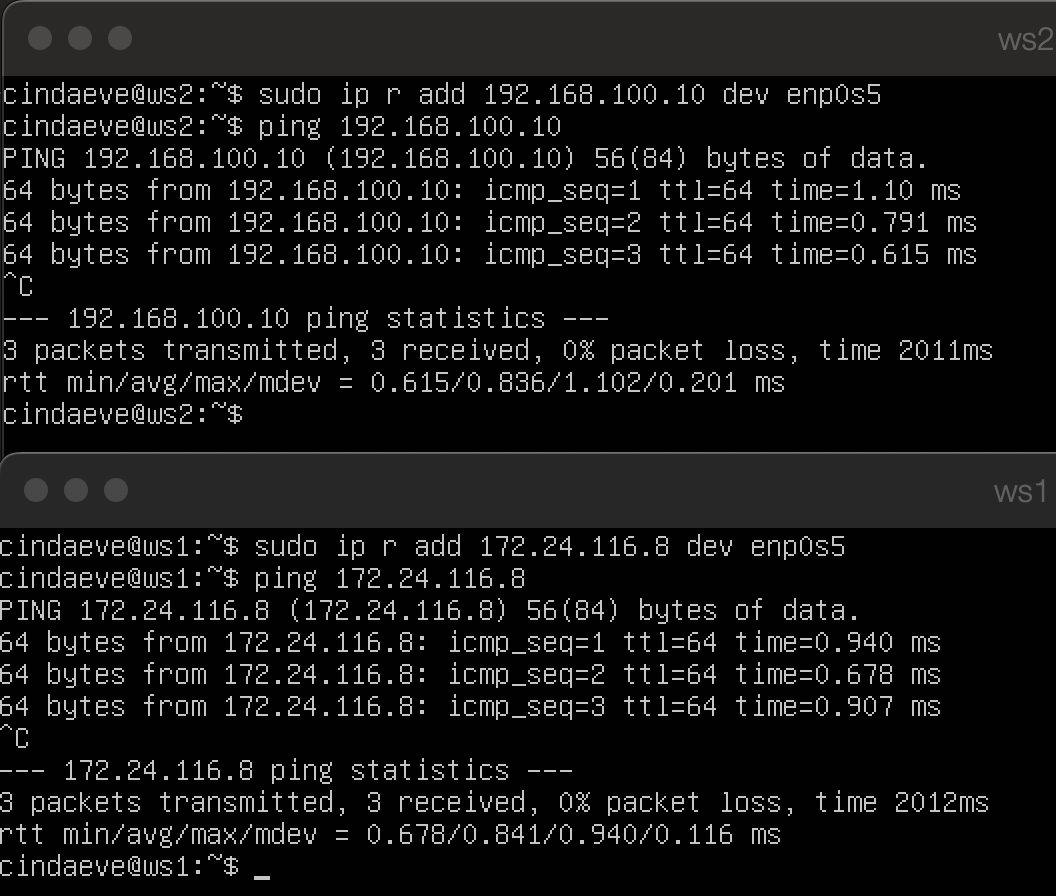 ws2
cindaeve@ws2:~$ sudo ip r add 192.168.100.10 dev enp0s5
cindaeve@ws2:~$ ping 192.168.100.10
PING 192.168.100.10 (192.168.100.10) 56(84) bytes of data.
64 bytes from 192.168.100.10: icmp_seq=1 ttl=64 time=1.10 ms
64 bytes from 192.168.100.10: icmp_seq=2 ttl=64 time=0.791 ms
64 bytes from 192.168.100.10: icmp_seq=3 ttl=64 time=0.615 ms
^C
--- 192.168.100.10 ping statistics ---
3 packets transmitted, 3 received, 0% packet loss, time 2011ms
rtt min/avg/max/mdev = 0.615/0.836/1.102/0.201 ms
cindaeve@ws2:~$
ws1
cindaeve@ws1:~$ sudo ip r add 172.24.116.8 dev enp0s5
cindaeve@ws1:~$ ping 172.24.116.8
PING 172.24.116.8 (172.24.116.8) 56(84) bytes of data.
64 bytes from 172.24.116.8: icmp_seq=1 ttl=64 time=0.940 ms
64 bytes from 172.24.116.8: icmp_seq=2 ttl=64 time=0.678 ms
64 bytes from 172.24.116.8: icmp_seq=3 ttl=64 time=0.907 ms
^C
--- 172.24.116.8 ping statistics ---
3 packets transmitted, 3 received, 0% packet loss, time 2012ms
rtt min/avg/max/mdev = 0.678/0.841/0.940/0.116 ms
cindaeve@ws1:~$ _